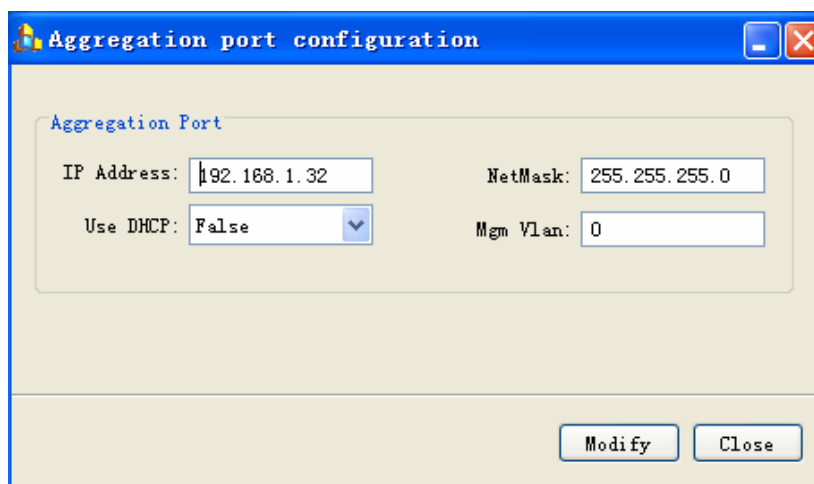 Aggregation port configuration
Aggregation Port
IP Address: 192.168.1.32 NetMask: 255.255.255.0
Use DHCP: False Mgm Vlan: 0
Modify Close